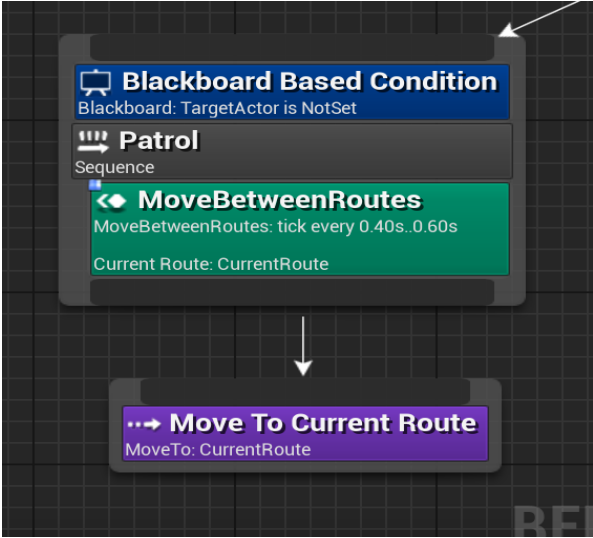 Blackboard Based Condition
Blackboard: TargetActor is NotSet
Patrol
Sequence
MoveBetweenRoutes
MoveBetweenRoutes: tick every 0.40s..0.60s
Current Route: CurrentRoute
Move To Current Route
MoveTo: CurrentRoute